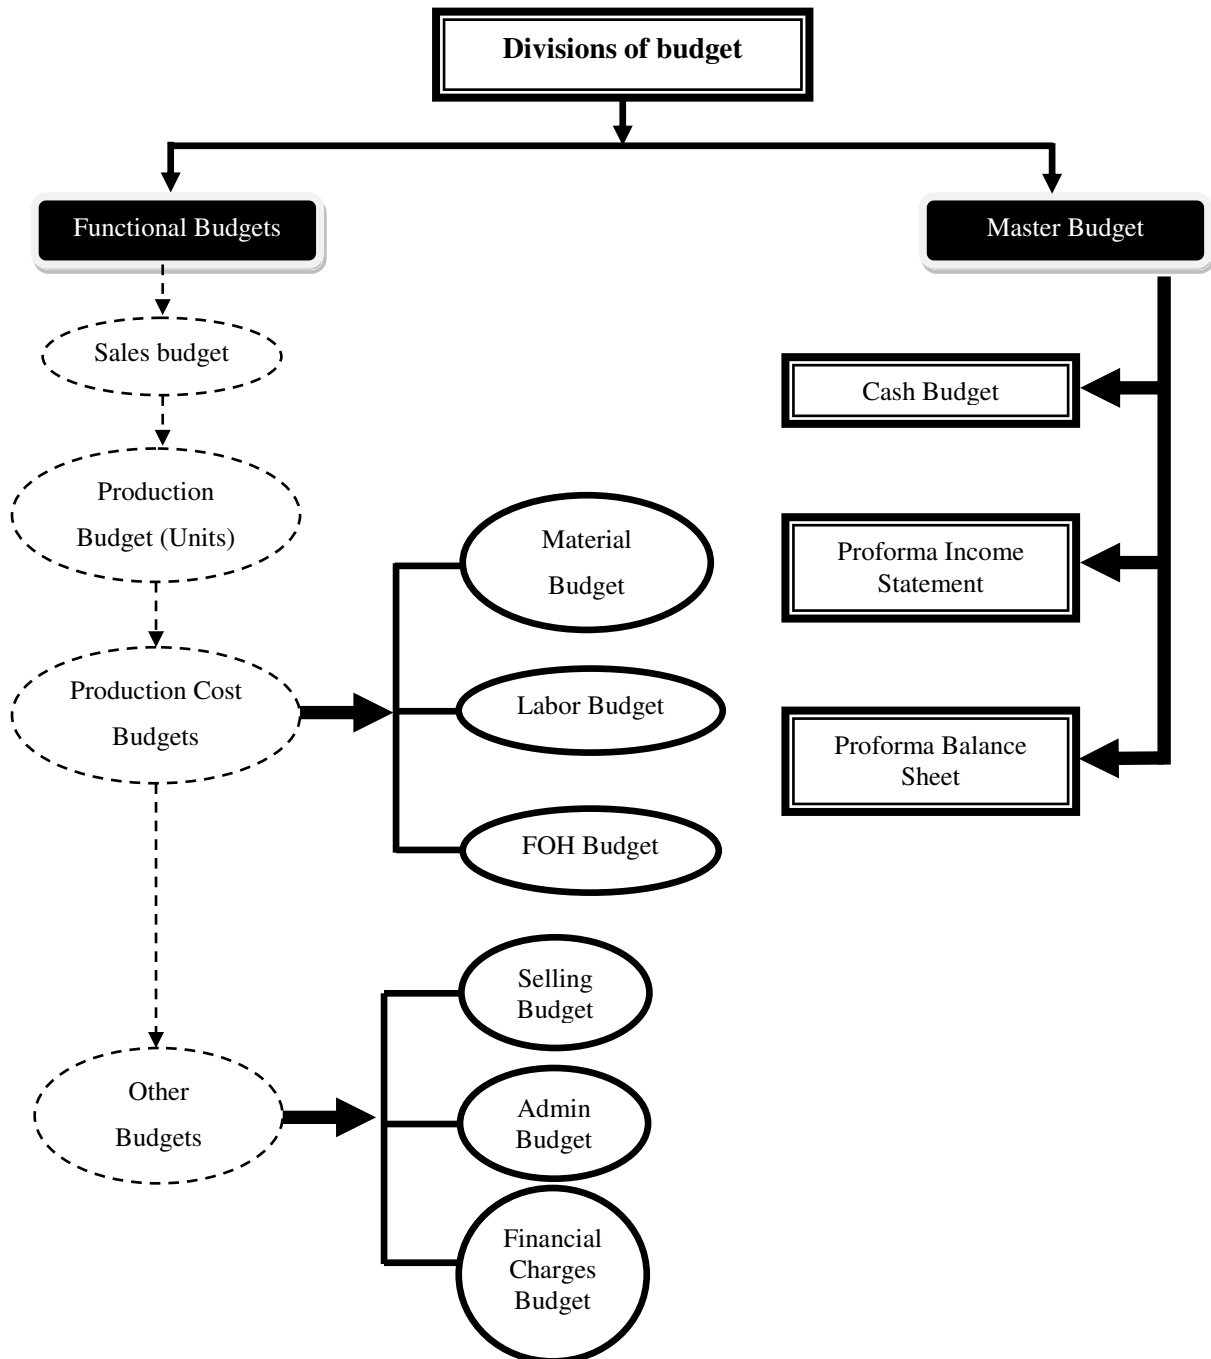 Divisions of budget
Functional Budgets
Master Budget
Sales budget
Cash Budget
Production
Budget (Units)
Material
Budget
Proforma Income
Statement
Production Cost
Budgets
Labor Budget
Proforma Balance
Sheet
FOH Budget
Selling
Budget
Other
Budgets
Admin
Budget
Financial
Charges
Budget